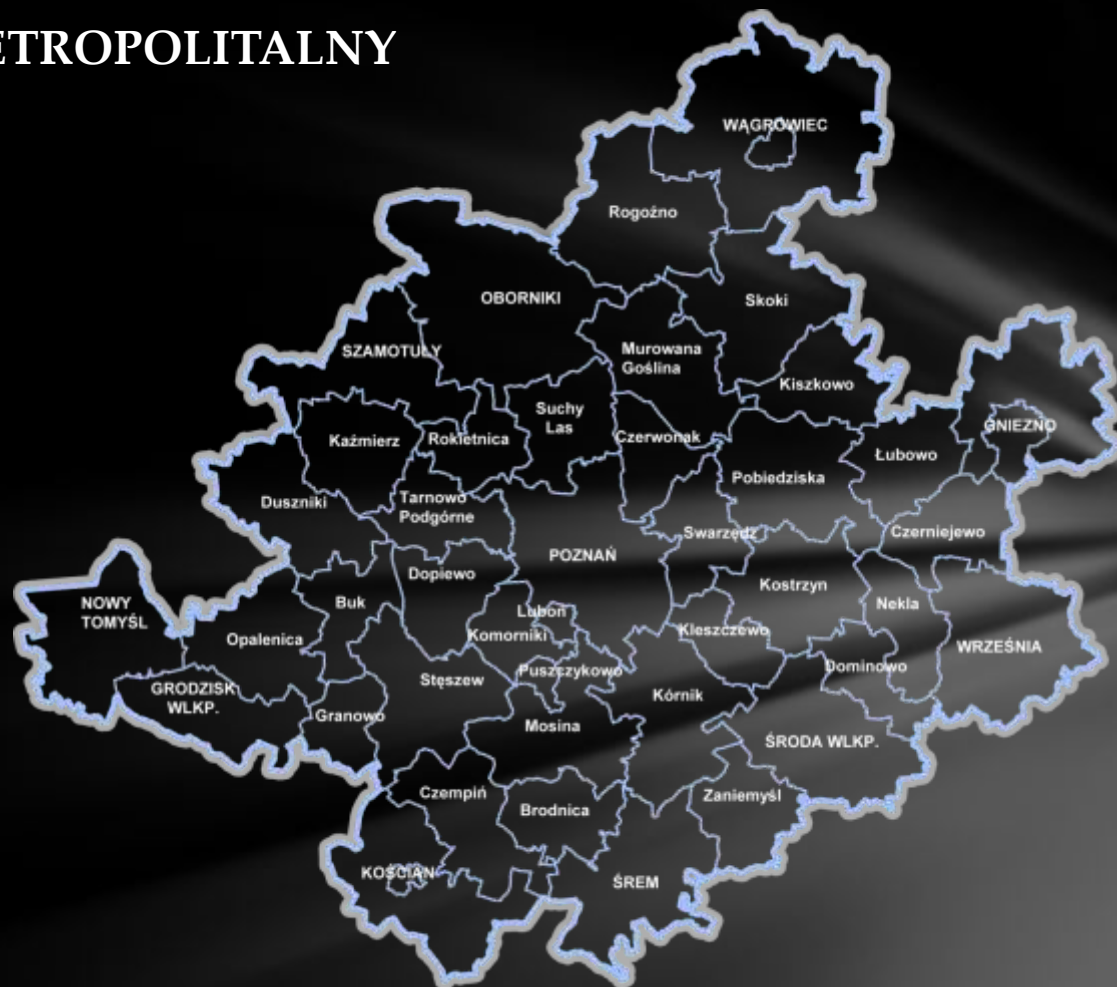 ETROPOLITALNY
WĄGROWIEC
Rogoźno
OBORNIKI
Skoki
SZAMOTUŁY
Murowana
Goślina
Kiszkowo
Suchy
Las
Kaźmierz
Rokietnica
Czerwonak
GNIEZNO
Łubowo
Pobiedziska
Duszniki
Tarnowo
Podgórne
Swarzędz
Czerniejewo
POZNAŃ
Dopiewo
Kostrzyn
Buk
NOWY
TOMYŚL
Nekla
Luboń
Opalenica
Komorniki
Kleszczewo
WRZEŚNIA
Dominowo
Puszczykowo
Stęszew
GRODZISK
WLKP.
Kórnik
Granowo
Mosina
ŚRODA WLKP.
Czempiń
Zaniemyśl
Brodnica
KOŚCIAN
ŚREM